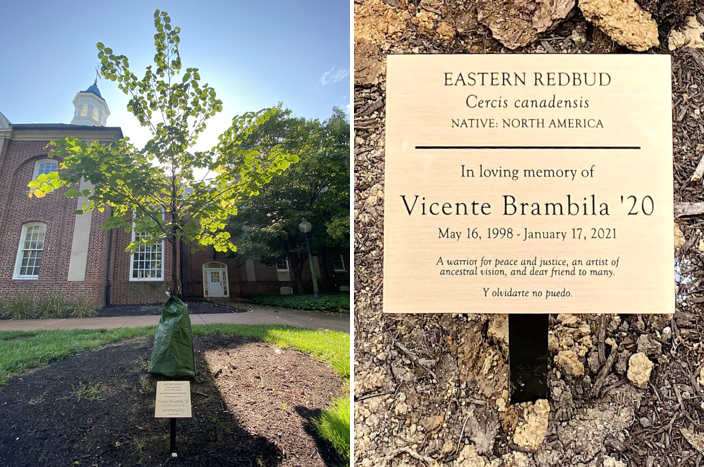 EASTERN REDBUD
Cercis canadensis
NATIVE: NORTH AMERICA
In loving memory of
Vicente Brambila '20
May 16, 1998 - January 17, 2021
A warrior for peace and justice, an artist of
ancestral vision, and dear friend to many.
Y olvidarte no puedo.